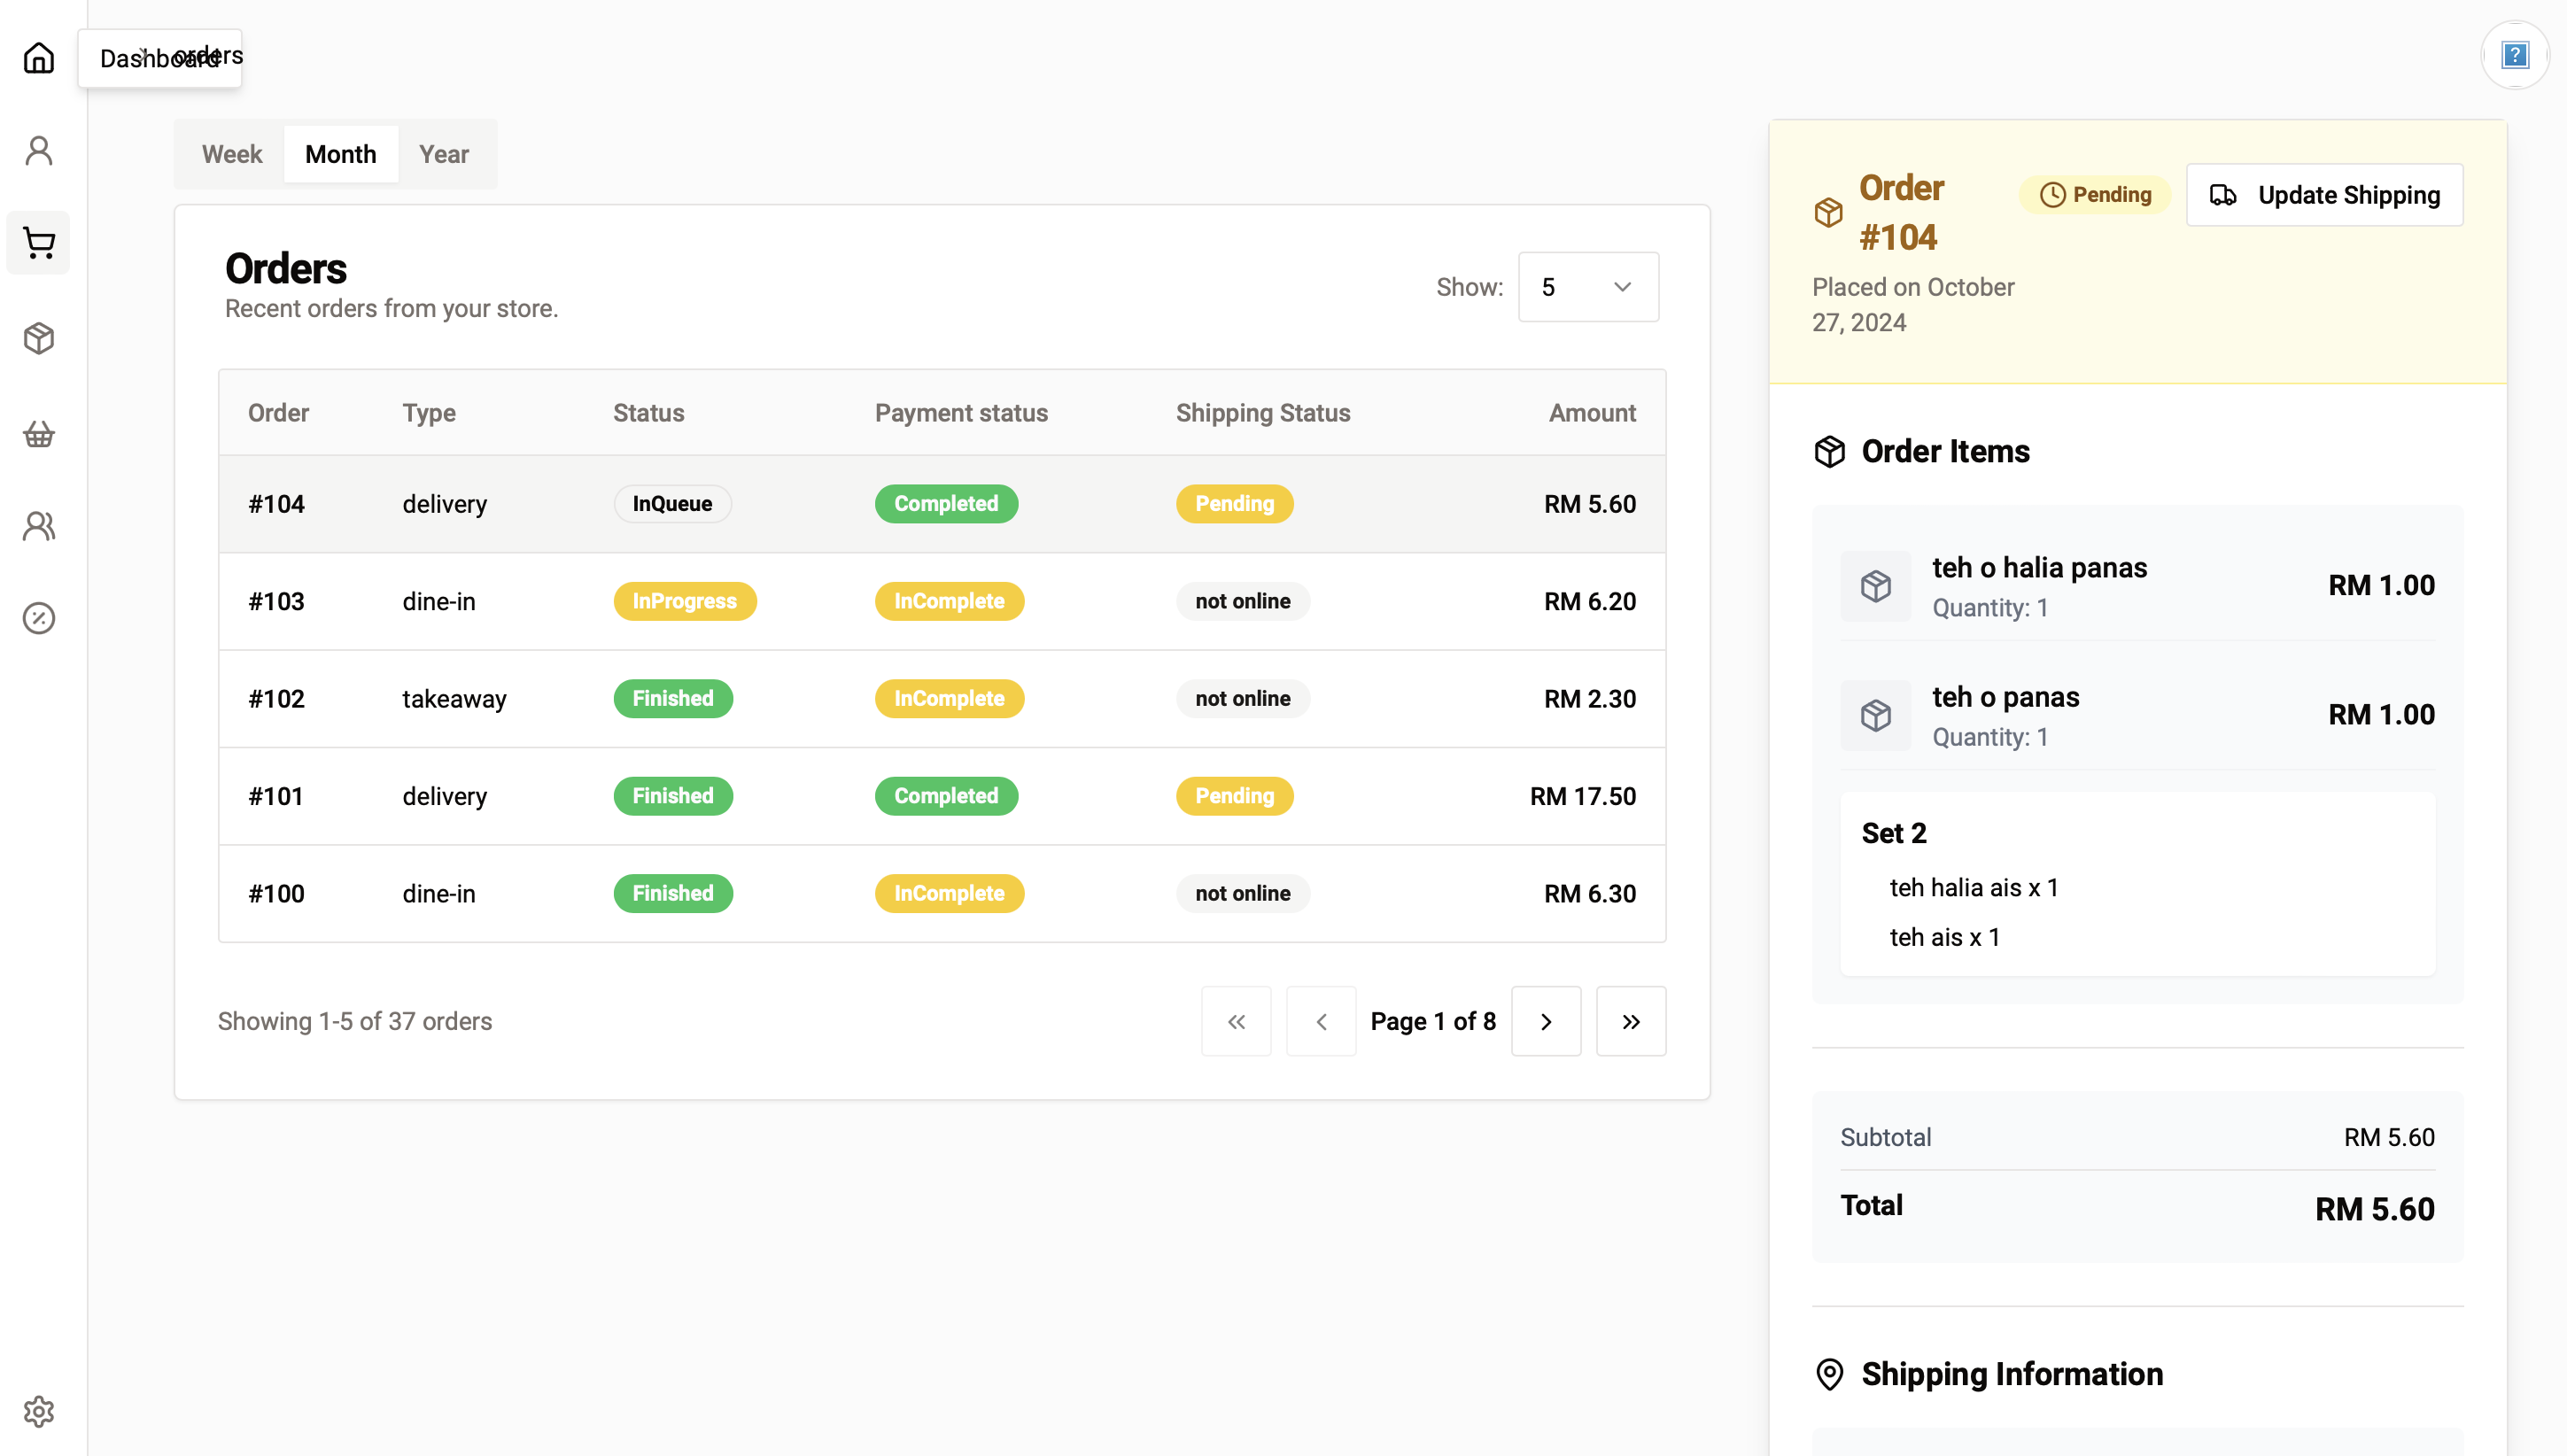 Dashboard
orders
Week Month Year
Orders
Recent orders from your store.
Show: 5
Order Type Status Payment status Shipping Status Amount
#104 delivery InQueue Completed Pending RM 5.60
#103 dine-in InProgress InComplete not online RM 6.20
#102 takeaway Finished InComplete not online RM 2.30
#101 delivery Finished Completed Pending RM 17.50
#100 dine-in Finished InComplete not online RM 6.30
Showing 1-5 of 37 orders
Page 1 of 8
Order
#104
Pending
Update Shipping
Placed on October
27, 2024
Order Items
teh o halia panas
Quantity: 1
RM 1.00
teh o panas
Quantity: 1
RM 1.00
Set 2
teh halia ais x 1
teh ais x 1
Subtotal RM 5.60
Total RM 5.60
Shipping Information